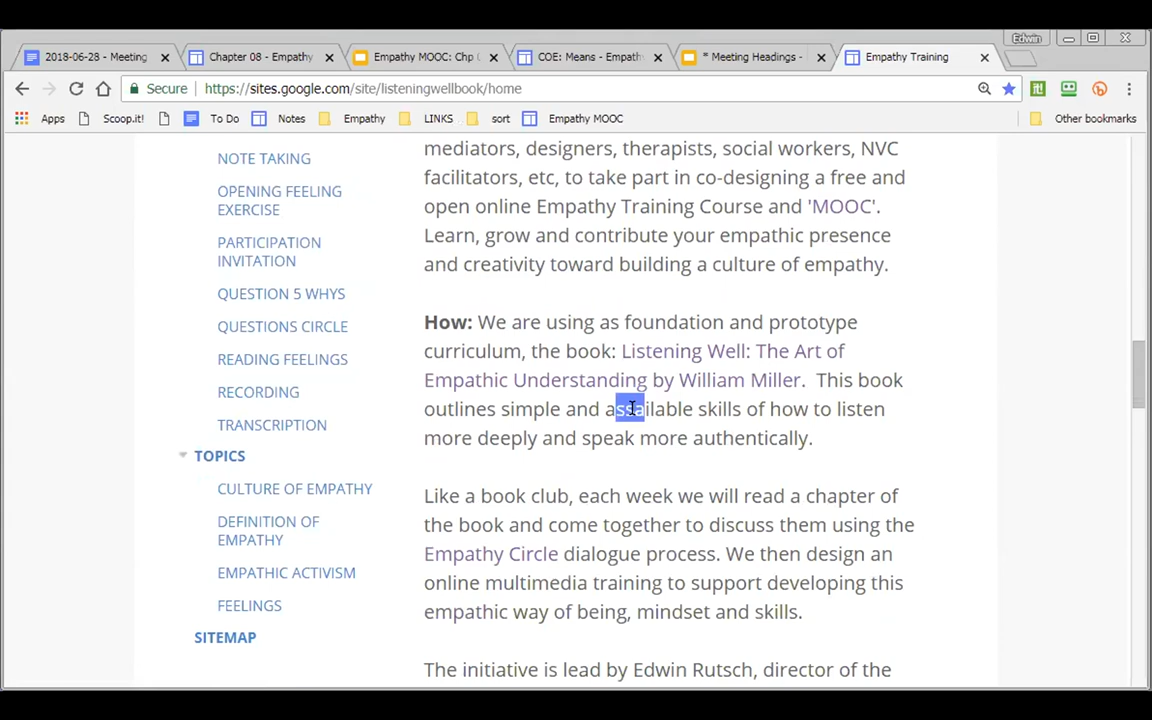 Edwin
2018-06-28 - Meeting
Chapter 08 - Empathy
Empathy MOOC: Chp
COE: Means - Empath
* Meeting Headings -
Empathy Training
Secure
https://sites.google.com/site/listeningwellbook/home
Apps
Scoop.it!
To Do
Notes
Empathy
LINKS
sort
Empathy MOOC
Other bookmarks
NOTE TAKING
OPENING FEELING
EXERCISE
PARTICIPATION
INVITATION
QUESTION 5 WHYS
QUESTIONS CIRCLE
READING FEELINGS
RECORDING
TRANSCRIPTION
TOPICS
CULTURE OF EMPATHY
DEFINITION OF
EMPATHY
EMPATHIC ACTIVISM
FEELINGS
SITEMAP
mediators, designers, therapists, social workers, NVC
facilitators, etc, to take part in co-designing a free and
open online Empathy Training Course and 'MOOC'.
Learn, grow and contribute your empathic presence
and creativity toward building a culture of empathy.
How: We are using as foundation and prototype
curriculum, the book: Listening Well: The Art of
Empathic Understanding by William Miller. This book
outlines simple and assailable skills of how to listen
more deeply and speak more authentically.
Like a book club, each week we will read a chapter of
the book and come together to discuss them using the
Empathy Circle dialogue process. We then design an
online multimedia training to support developing this
empathic way of being, mindset and skills.
The initiative is lead by Edwin Rutsch, director of the